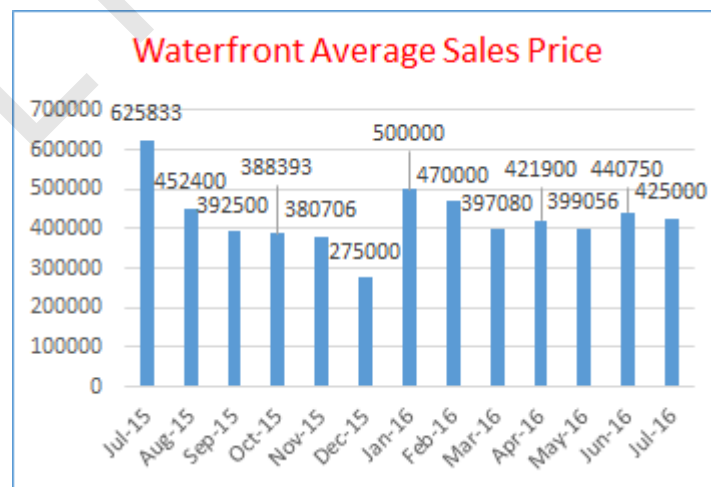 Waterfront Average Sales Price
700000
600000
500000
400000
300000
200000
100000
0
625833
452400
392500
388393
380706
275000
500000
470000
397080
421900
399056
440750
425000
Jul-15
Aug-15
Sep-15
Oct-15
Nov-15
Dec-15
Jan-16
Feb-16
Mar-16
Apr-16
May-16
Jun-16
Jul-16